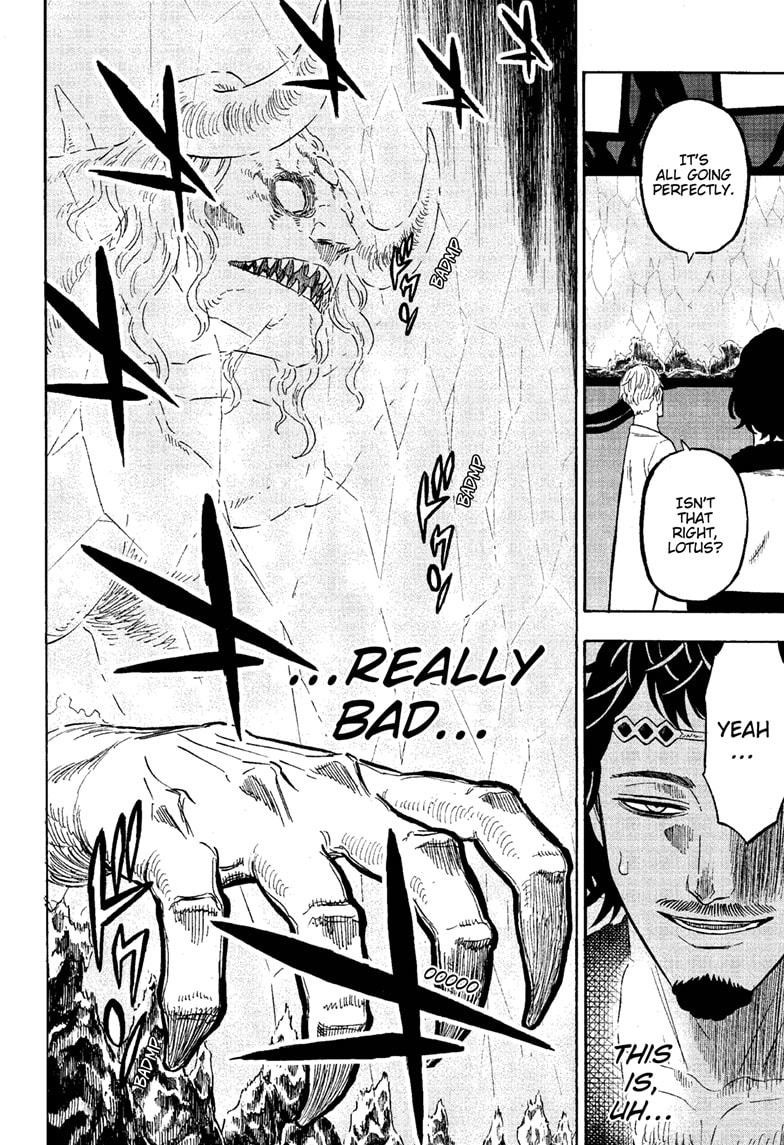 IT'S
ALL GOING
PERFECTLY.
ISN'T
THAT
RIGHT,
LOTUS?
YEAH
...
THIS
IS,
UH...
...REALLY
BAD...
BADMP
BADMP
OOOOO
BADMP